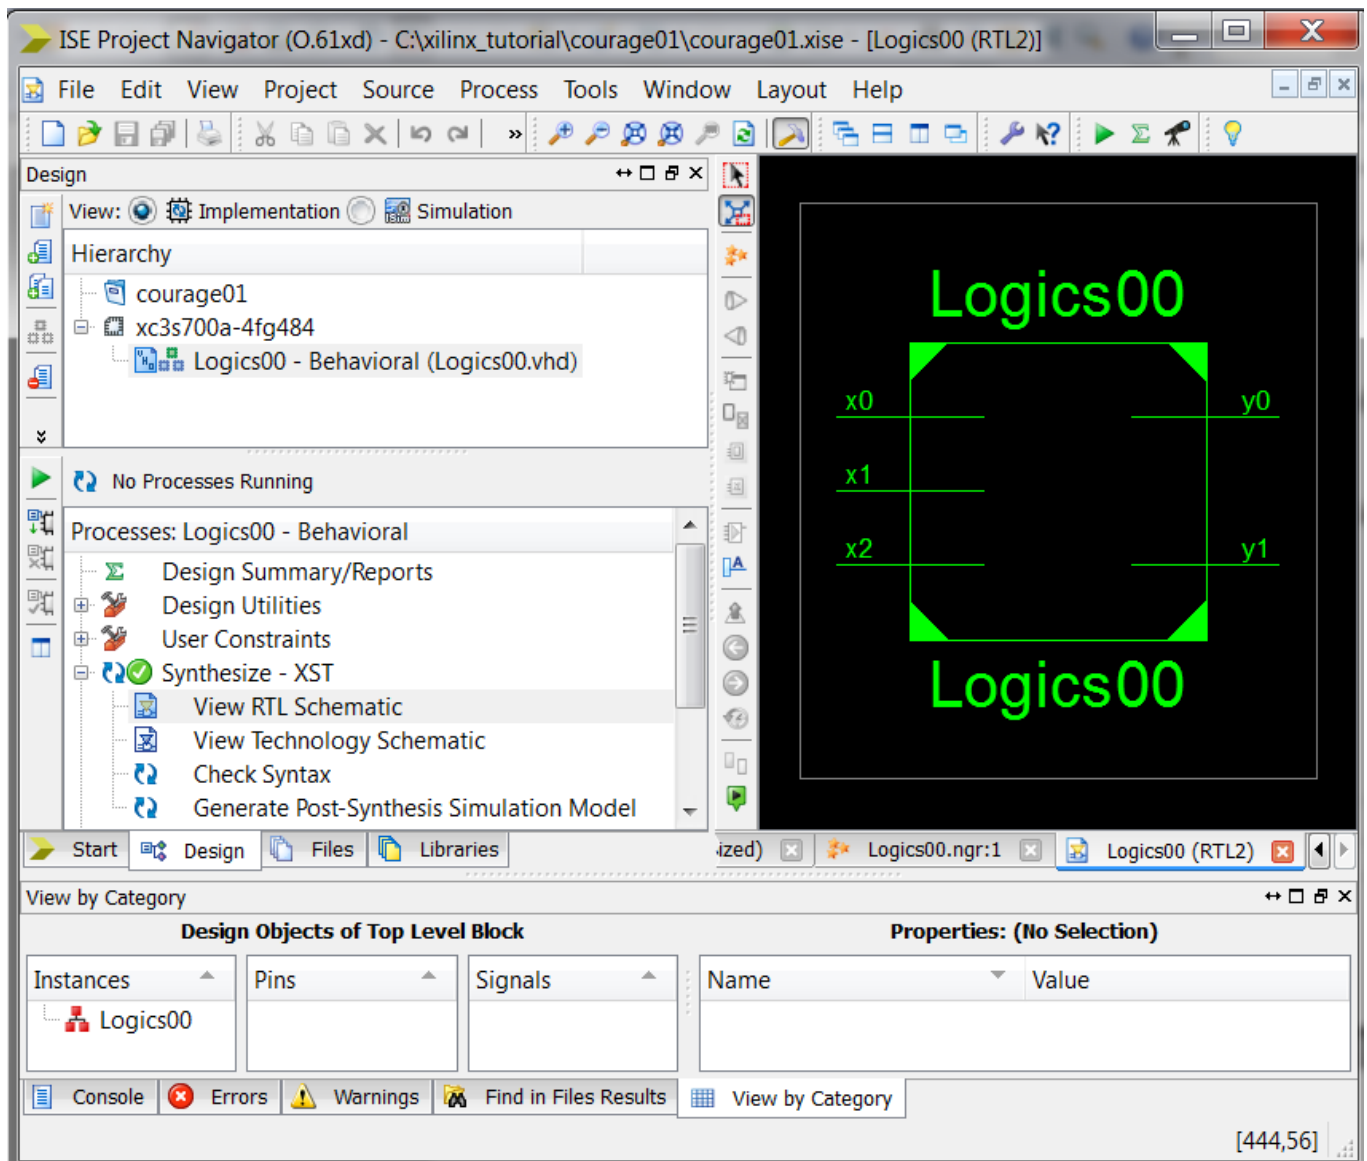 ISE Project Navigator (O.61xd) - C:\xilinx_tutorial\courage01\courage01.xise - [Logics00 (RTL2)]
File Edit View Project Source Process Tools Window Layout Help
Design
View: Implementation Simulation
Hierarchy
courage01
xc3s700a-4fg484
Logics00 - Behavioral (Logics00.vhd)
No Processes Running
Processes: Logics00 - Behavioral
Design Summary/Reports
Design Utilities
User Constraints
Synthesize - XST
View RTL Schematic
View Technology Schematic
Check Syntax
Generate Post-Synthesis Simulation Model
Start Design Files Libraries
Logics00
x0 y0
x1
x2 y1
Logics00
ized) Logics00.ngr:1 Logics00 (RTL2)
View by Category
Design Objects of Top Level Block
Properties: (No Selection)
Instances Pins Signals Name Value
Logics00
Console Errors Warnings Find in Files Results View by Category
[444,56]